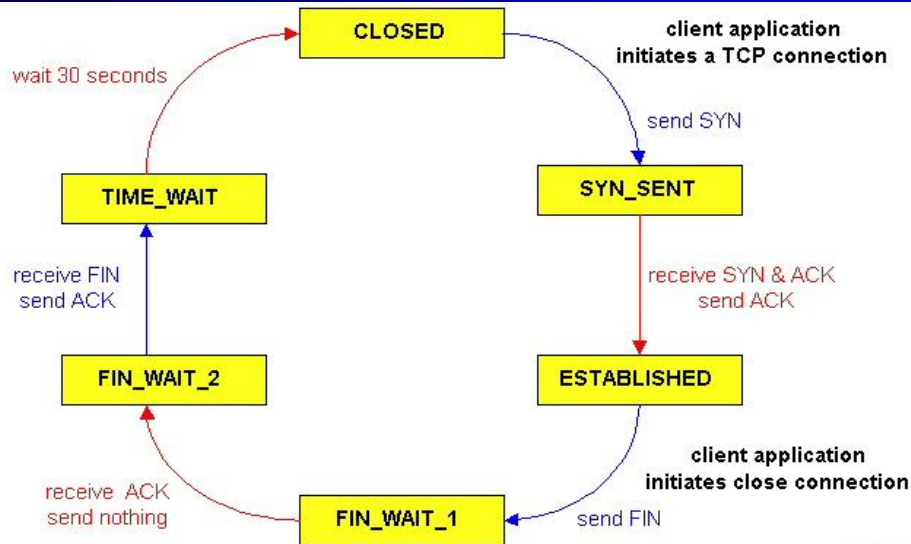 CLOSED
client application
initiates a TCP connection
wait 30 seconds
send SYN
TIME_WAIT
SYN_SENT
receive FIN
send ACK
receive SYN & ACK
send ACK
FIN_WAIT_2
ESTABLISHED
client application
initiates close connection
receive ACK
send nothing
FIN_WAIT_1
send FIN